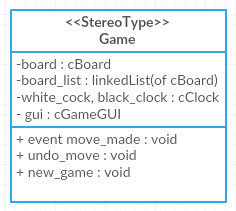 <<StereoType>>
Game
-board : cBoard
-board_list : linkedList(of cBoard)
-white_cock, black_clock : cClock
- gui : cGameGUI
+ event move_made : void
+ undo_move : void
+ new_game : void